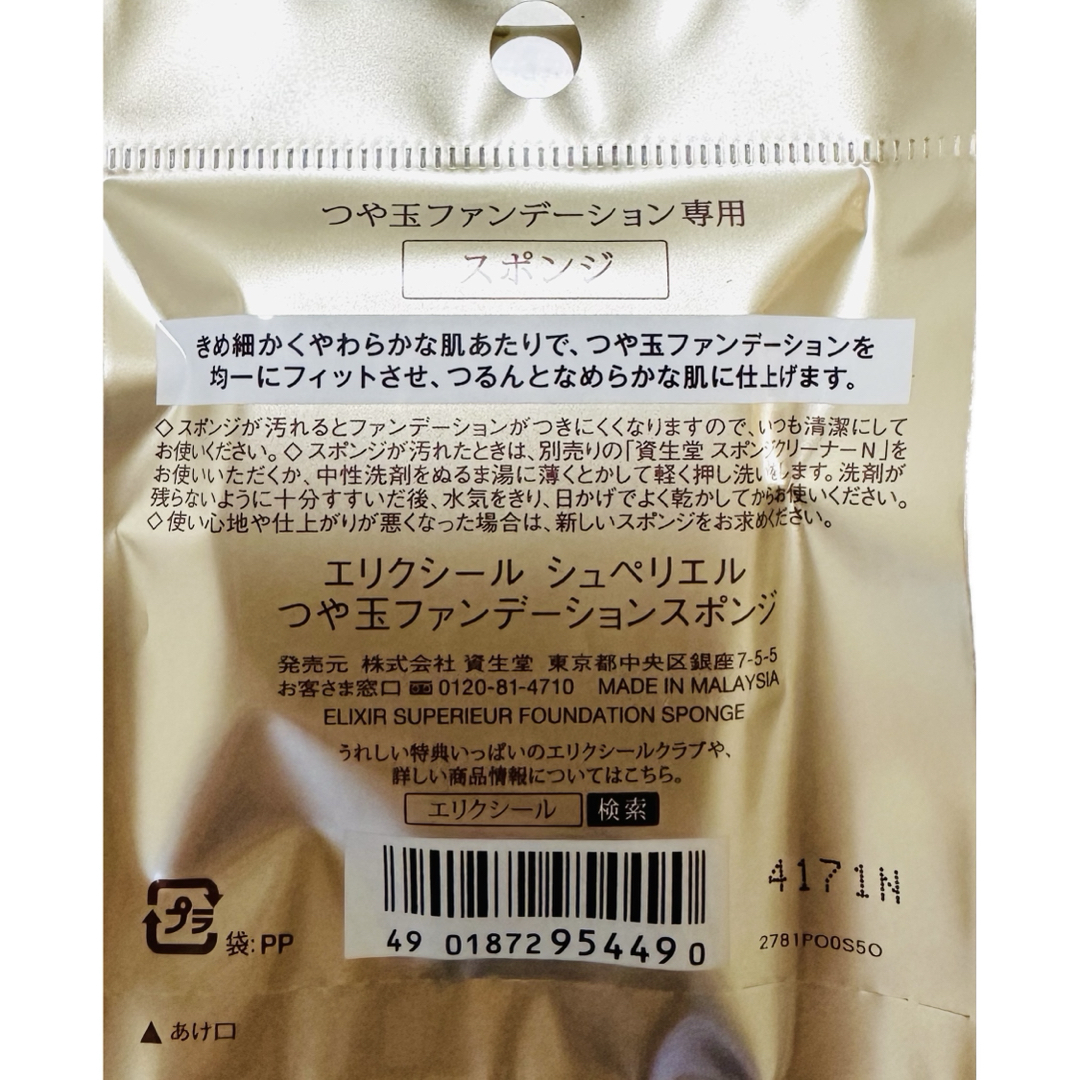 つや玉ファンデーション専用
スポンジ
きめ細かくやわらかな肌あたりで、つや玉ファンデーションを
均一にフィットさせ、つるんとなめらかな肌に仕上げます。
◇スポンジが汚れるとファンデーションがつきにくくなりますので、いつも清潔にして
お使いください。◇スポンジが汚れたときは、別売りの「資生堂 スポンジクリーナーN」を
お使いいただくか、中性洗剤をぬるま湯に薄くとかして軽く押し洗いをします。洗剤が
残らないように十分すすいだ後、水気をきり、日かげでよく乾かしてからお使いください。
◇使い心地や仕上がりが悪くなった場合は、新しいスポンジをお求めください。
エリクシール シュペリエル
つや玉ファンデーションスポンジ
発売元 株式会社 資生堂 東京都中央区銀座7-5-5
お客さま窓口 0120-81-4710 MADE IN MALAYSIA
ELIXIR SUPERIEUR FOUNDATION SPONGE
うれしい特典いっぱいのエリクシールクラブや、
詳しい商品情報についてはこちら。
エリクシール 検索
4171N
49 01872 954490
2781PO0S5O
プラ
袋:PP
▲あけ口